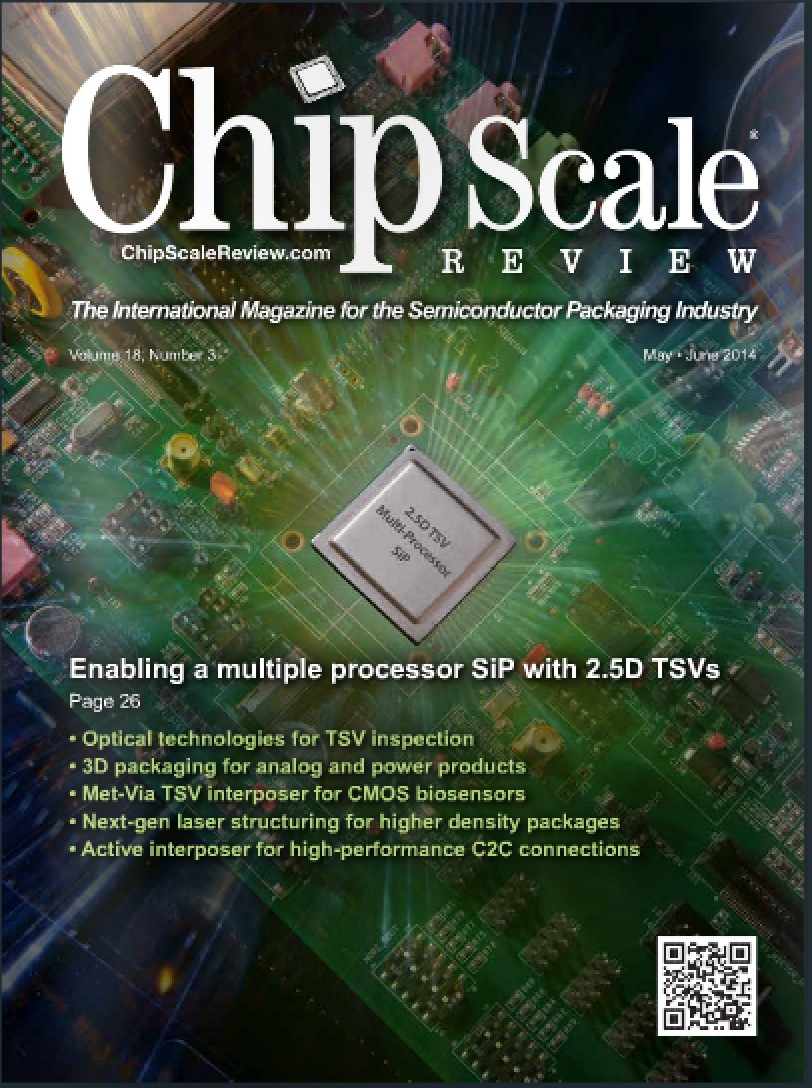 Chip Scale®
ChipScaleReview.com
REVIEW
The International Magazine for the Semiconductor Packaging Industry
Volume 18, Number 3
May • June 2014
2.5D TSV
Multi-Processor
SiP
Enabling a multiple processor SiP with 2.5D TSVs
Page 26
• Optical technologies for TSV inspection
• 3D packaging for analog and power products
• Met-Via TSV interposer for CMOS biosensors
• Next-gen laser structuring for higher density packages
• Active interposer for high-performance C2C connections